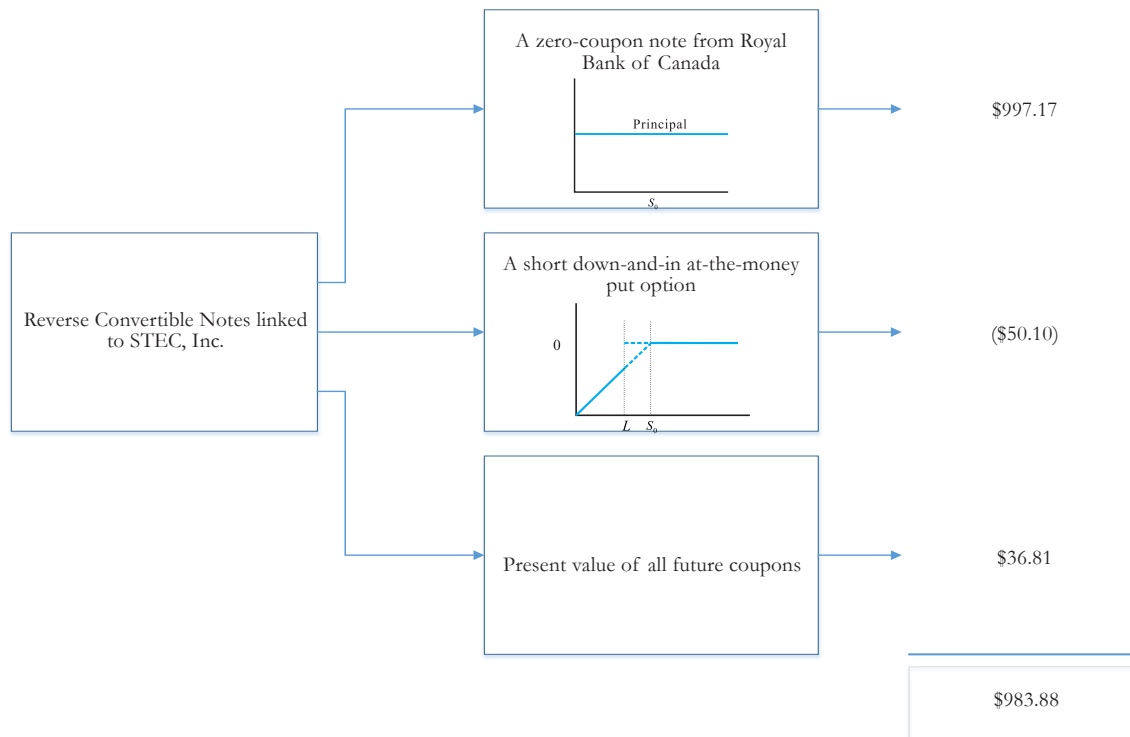 A zero-coupon note from Royal
Bank of Canada
Principal
S₀
$997.17
Reverse Convertible Notes linked
to STEC, Inc.
A short down-and-in at-the-money
put option
0
L S₀
($50.10)
Present value of all future coupons
$36.81
$983.88